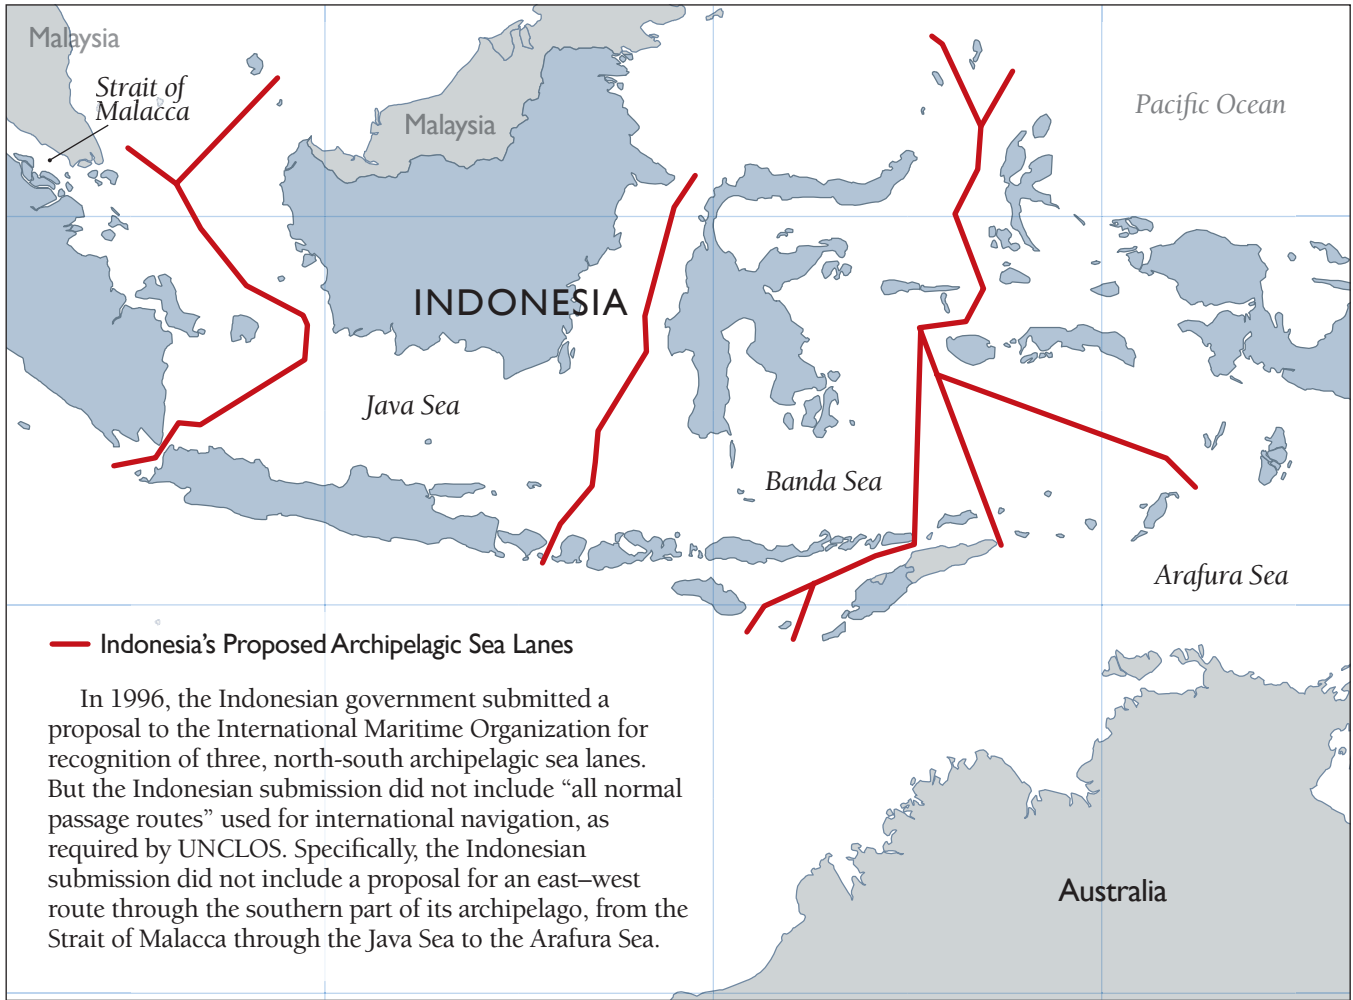 Malaysia
Strait of
Malacca
Malaysia
Pacific Ocean
INDONESIA
Java Sea
Banda Sea
Arafura Sea
Indonesia’s Proposed Archipelagic Sea Lanes
In 1996, the Indonesian government submitted a
proposal to the International Maritime Organization for
recognition of three, north-south archipelagic sea lanes.
But the Indonesian submission did not include “all normal
passage routes” used for international navigation, as
required by UNCLOS. Specifically, the Indonesian
submission did not include a proposal for an east–west
route through the southern part of its archipelago, from the
Strait of Malacca through the Java Sea to the Arafura Sea.
Australia